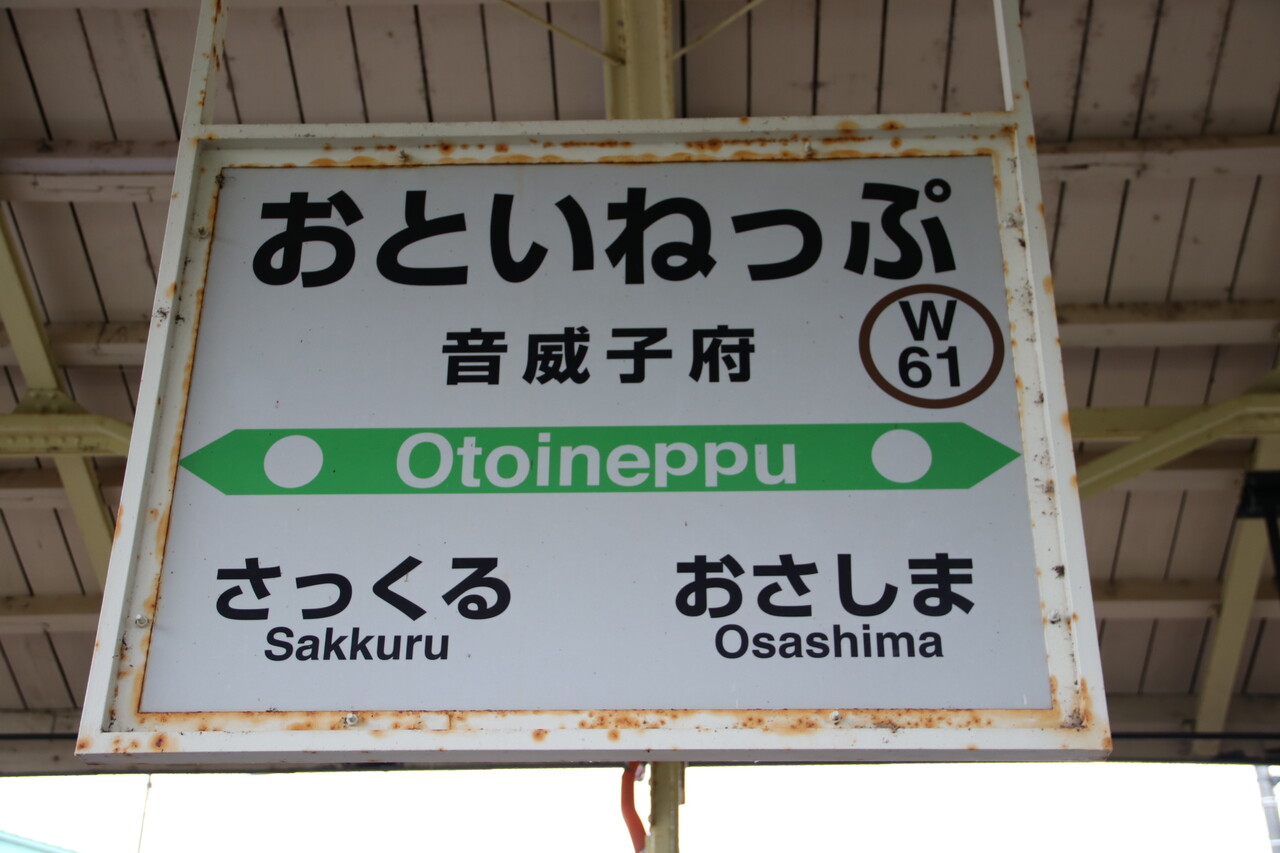 おといねっぷ
音威子府
W
61
Otoineppu
さっくる おさしま
Sakkuru Osashima